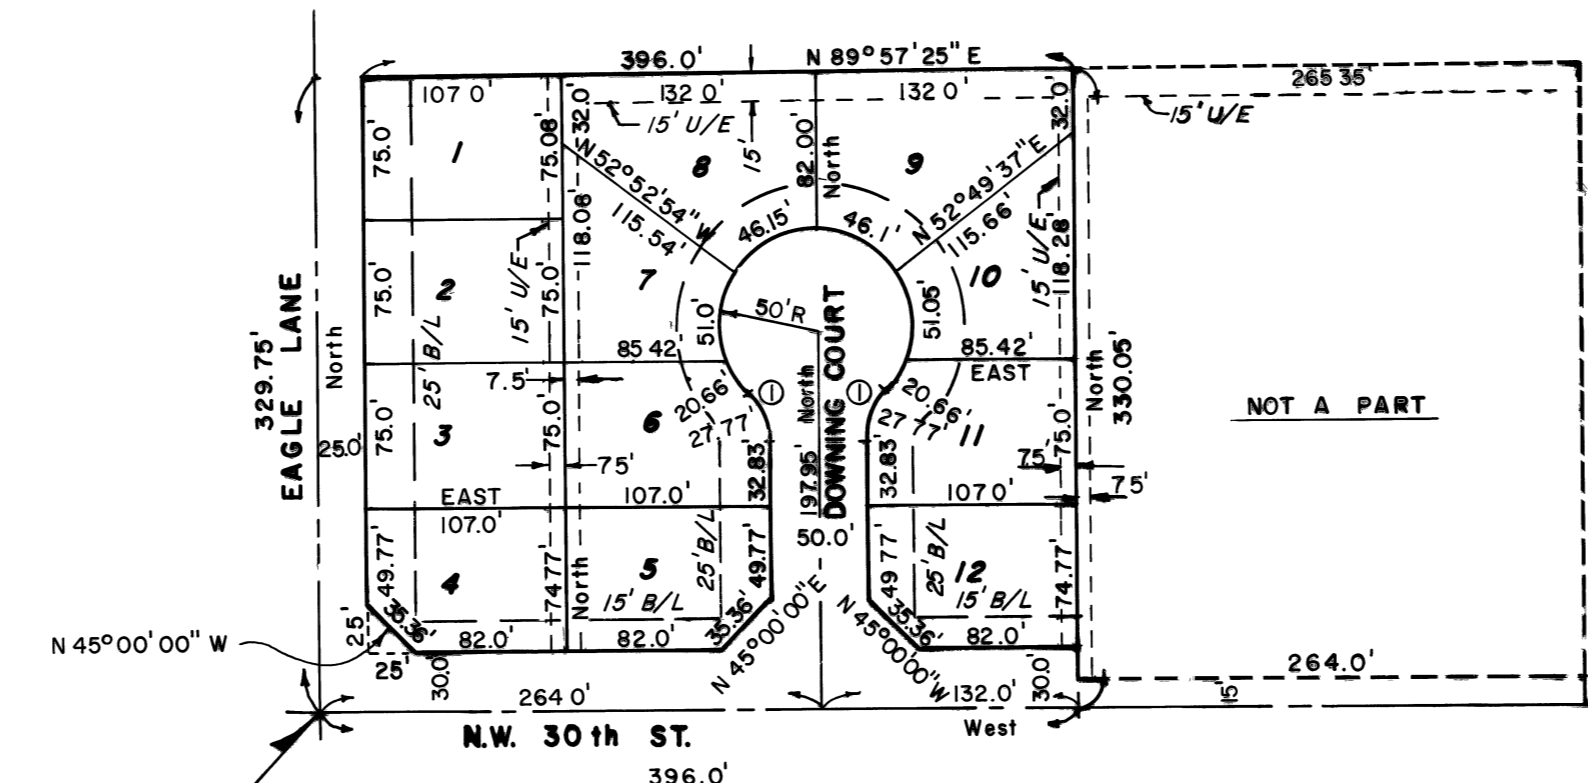 396.0'
N 89°57'25" E
107 0'
132 0'
132 0'
265 35'
15' U/E
15' U/E
32.0'
32.0'
75.0'
1
75.08'
8
15'
82.00'
North
9
N 52°52'54" W
115.54'
N 52°49'37" E
115.66'
118.08'
118.28'
15' U/E
15' U/E
46.15'
46.1'
7
10
2
75.0'
75.0'
51.0'
50' R
51.05'
EAGLE LANE
329.75'
North
25' B/L
85 42'
85.42'
EAST
7.5'
20.66'
27.77'
20.66'
27 77'
1
1
North
197.95'
DOWNING COURT
North
330.05'
NOT A PART
3
75.0'
75.0'
6
11
75.0'
25.0'
75'
75'
75'
32.83'
32.83'
EAST
107.0'
107.0'
107 0'
50.0'
4
49.77'
74.77'
North
5
25' B/L
49.77'
49 77'
25' B/L
12
74.77'
15' B/L
15' B/L
35.36'
35.36'
35.36'
N 45°00'00" W
N 45°00'00" E
N 45°00'00" W
25'
25'
82.0'
82.0'
82.0'
30.0'
30.0'
264 0'
132.0'
264.0'
15
West
N.W. 30th ST.
396.0'